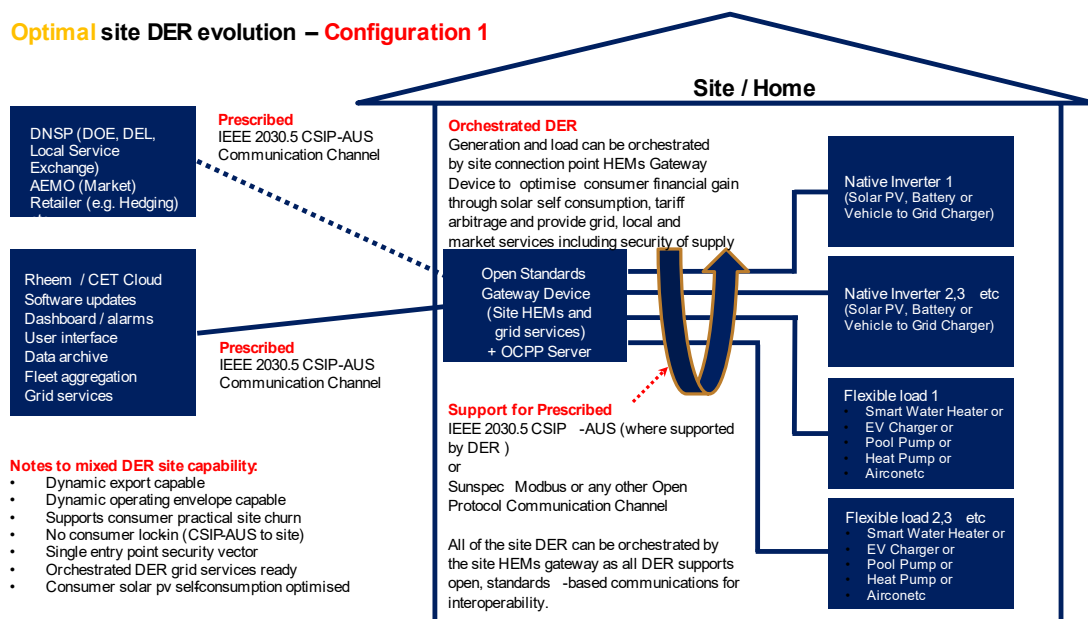 Optimal site DER evolution – Configuration 1
Site / Home
DNSP (DOE, DEL,
Local Service
Exchange)
AEMO (Market)
Retailer (e.g. Hedging)
Prescribed
IEEE 2030.5 CSIP-AUS
Communication Channel
Rheem / CET Cloud
Software updates
Dashboard / alarms
User interface
Data archive
Fleet aggregation
Grid services
Prescribed
IEEE 2030.5 CSIP-AUS
Communication Channel
Notes to mixed DER site capability:
• Dynamic export capable
• Dynamic operating envelope capable
• Supports consumer practical site churn
• No consumer lock-in (CSIP-AUS to site)
• Single entry point security vector
• Orchestrated DER grid services ready
• Consumer solar pv self-consumption optimised
Orchestrated DER
Generation and load can be orchestrated
by site connection point HEMs Gateway
Device to optimise consumer financial gain
through solar self consumption, tariff
arbitrage and provide grid, local and
market services including security of supply
Open Standards
Gateway Device
(Site HEMs and
grid services)
+ OCPP Server
Support for Prescribed
IEEE 2030.5 CSIP -AUS (where supported
by DER )
or
Sunspec Modbus or any other Open
Protocol Communication Channel
All of the site DER can be orchestrated by
the site HEMs gateway as all DER supports
open, standards -based communications for
interoperability.
Native Inverter 1
(Solar PV, Battery or
Vehicle to Grid Charger)
Native Inverter 2,3 etc
(Solar PV, Battery or
Vehicle to Grid Charger)
Flexible load 1
• Smart Water Heater or
• EV Charger or
• Pool Pump or
• Heat Pump or
• Airconetc
Flexible load 2,3 etc
• Smart Water Heater or
• EV Charger or
• Pool Pump or
• Heat Pump or
• Airconetc